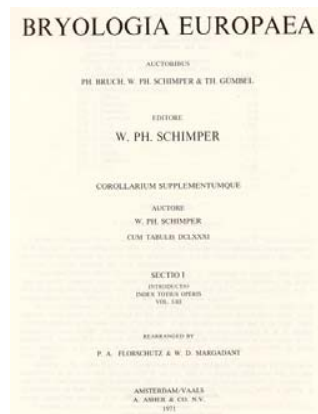 BRYOLOGIA EUROPAEA
AUCTORIBUS
PH. BRUCH, W. PH. SCHIMPER & TH. GÜMBEL
EDITORE
W. PH. SCHIMPER
COROLLARIUM SUPPLEMENTUMQUE
AUCTORE
W. PH. SCHIMPER
CUM TABULIS DCLXXXI
SECTIO I
INTRODUCTIO
INDEX TOTIUS OPERIS
VOL. I/III
REARRANGED BY
P. A. FLORSCHUTZ & W. D. MARGADANT
AMSTERDAM/VAALS
A. ASHER & CO. N.V.
1971